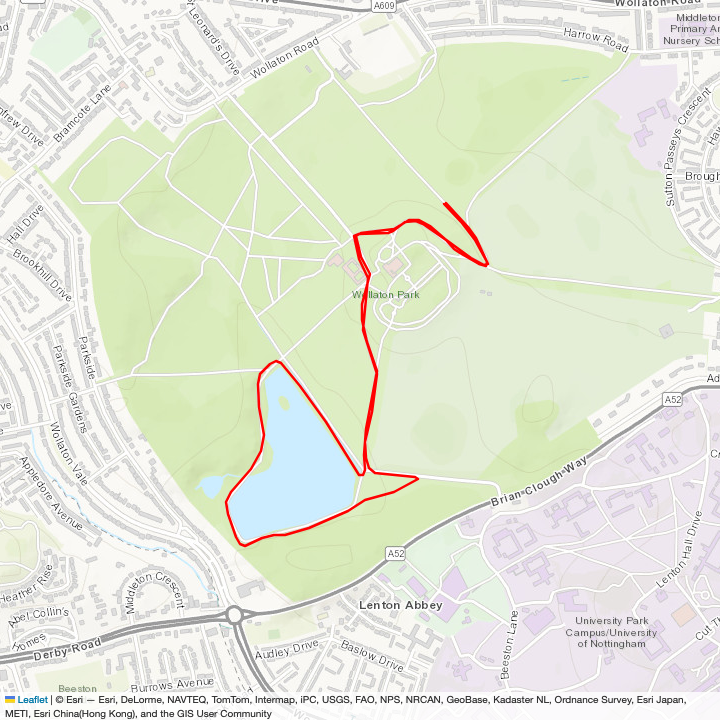 A609
Wollaton Road
St Leonard's Drive
Wollaton Road
Harrow Road
Middleton
Primary An
Nursery Sch
Bramcote Lane
Sutton Passeys Crescent
Brough
Hall Drive
Brookhill Drive
Parkside
Wollaton Park
Parkside
Gardens
Wollaton Vale
Appledore Avenue
A52
Ad
Brian-Clough-Way
A52
Heather Rise
Middleton Crescent
Abel Collin's
Homes
Lenton Abbey
Lenton Hall Drive
Beeston Lane
University Park
Campus/University
of Nottingham
Cut Th
Derby-Road
Audley Drive
Baslow Drive
Beeston
Burrows Avenue
Leaflet | © Esri — Esri, DeLorme, NAVTEQ, TomTom, Intermap, iPC, USGS, FAO, NPS, NRCAN, GeoBase, Kadaster NL, Ordnance Survey, Esri Japan,
METI, Esri China(Hong Kong), and the GIS User Community